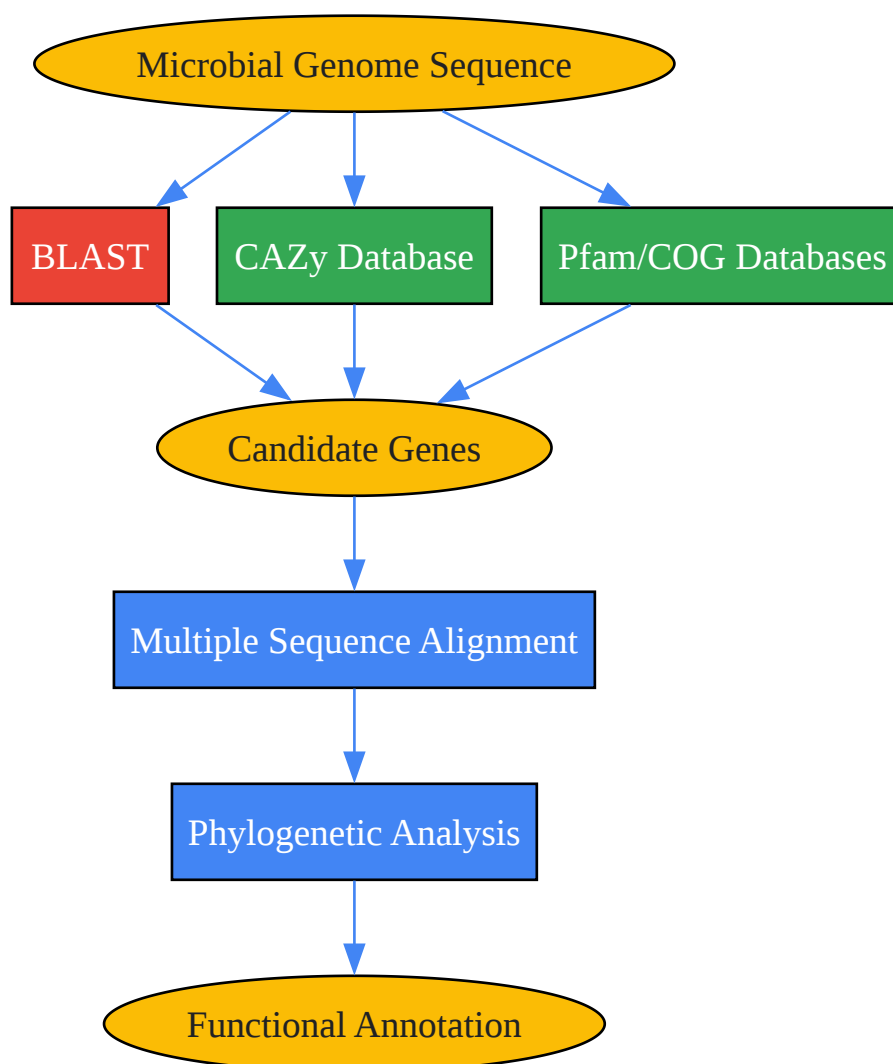 Microbial Genome Sequence
BLAST
CAZy Database
Pfam/COG Databases
Candidate Genes
Multiple Sequence Alignment
Phylogenetic Analysis
Functional Annotation